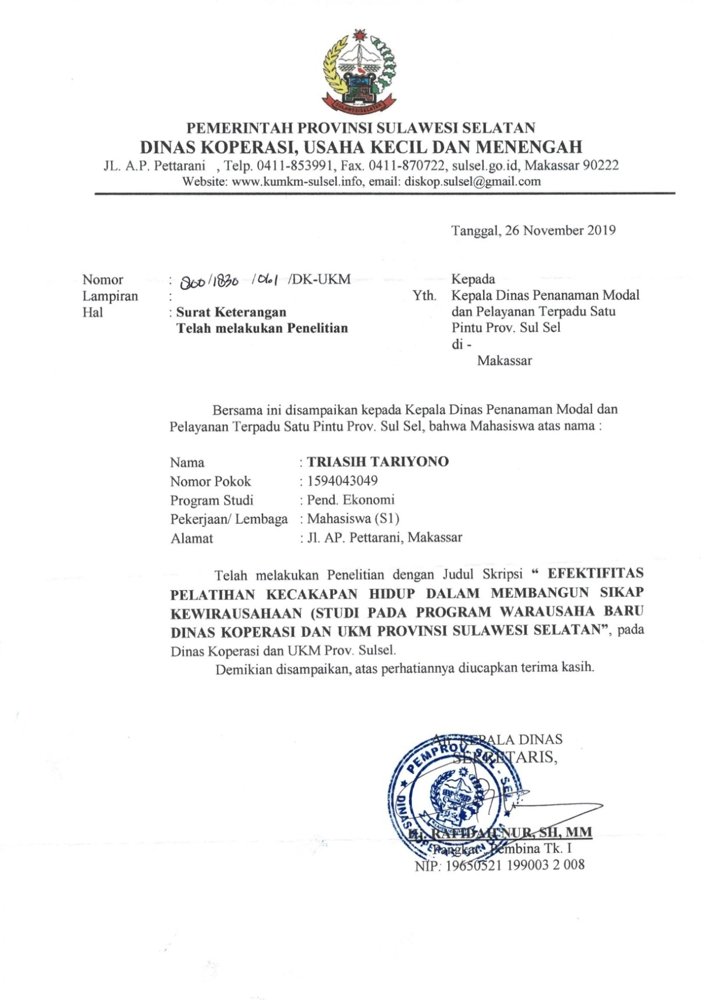 SULAWESI SELATAN
PEMERINTAH PROVINSI SULAWESI SELATAN
DINAS KOPERASI, USAHA KECIL DAN MENENGAH
JL. A.P. Pettarani , Telp. 0411-853991, Fax. 0411-870722, sulsel.go.id, Makassar 90222
Website: www.kumkm-sulsel.info, email: diskop.sulsel@gmail.com
Tanggal, 26 November 2019
Nomor : 800/1830 /061 /DK-UKM
Lampiran :
Hal : Surat Keterangan
Telah melakukan Penelitian
Kepada
Yth. Kepala Dinas Penanaman Modal
dan Pelayanan Terpadu Satu
Pintu Prov. Sul Sel
di -
Makassar
Bersama ini disampaikan kepada Kepala Dinas Penanaman Modal dan
Pelayanan Terpadu Satu Pintu Prov. Sul Sel, bahwa Mahasiswa atas nama :
Nama : TRIASIH TARIYONO
Nomor Pokok : 1594043049
Program Studi : Pend. Ekonomi
Pekerjaan/ Lembaga : Mahasiswa (S1)
Alamat : Jl. AP. Pettarani, Makassar
Telah melakukan Penelitian dengan Judul Skripsi “ EFEKTIFITAS
PELATIHAN KECAKAPAN HIDUP DALAM MEMBANGUN SIKAP
KEWIRAUSAHAAN (STUDI PADA PROGRAM WARAUSAHA BARU
DINAS KOPERASI DAN UKM PROVINSI SULAWESI SELATAN”, pada
Dinas Koperasi dan UKM Prov. Sulsel.
Demikian disampaikan, atas perhatiannya diucapkan terima kasih.
An. KEPALA DINAS
SEKRETARIS,
PEMPROV. SUL - SEL
DINAS KOPERASI DAN UKM
Hj. RAFIDAH NUR, SH, MM
Pangkat : Pembina Tk. I
NIP: 19650521 199003 2 008